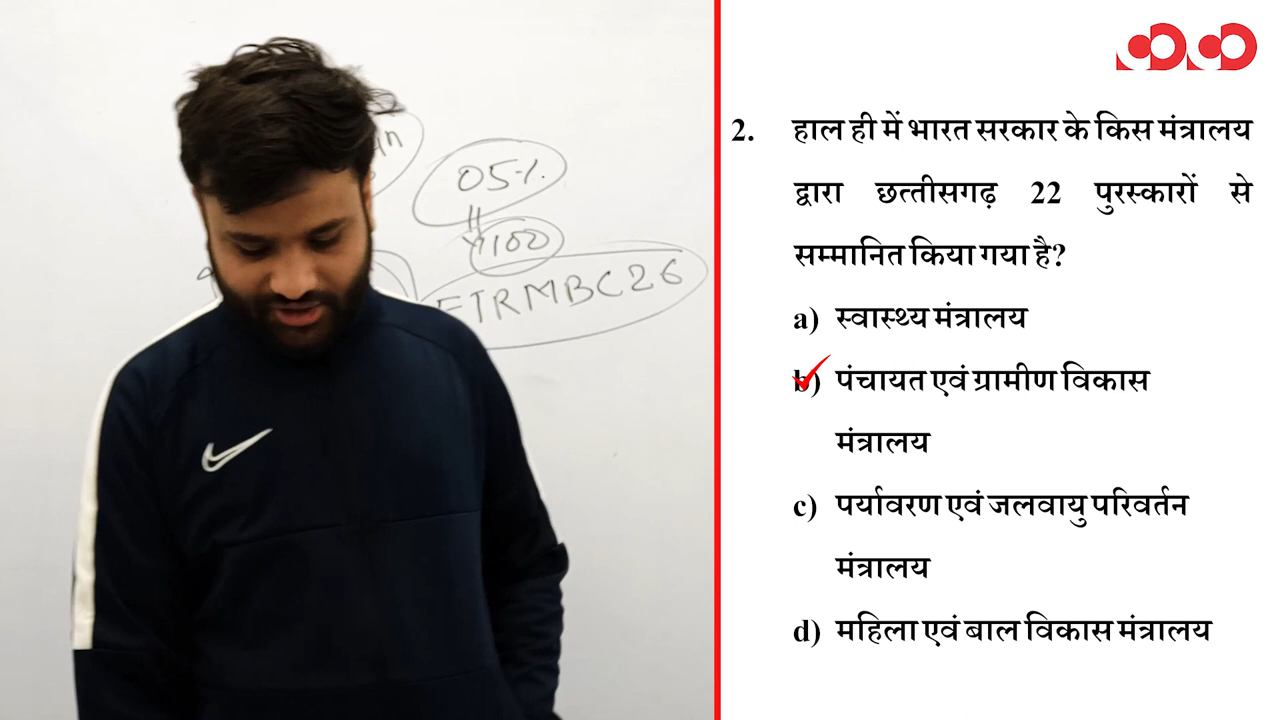 05%
Y100
FTRMBC26
2. हाल ही में भारत सरकार के किस मंत्रालय
द्वारा छत्तीसगढ़ 22 पुरस्कारों से
सम्मानित किया गया है?
a) स्वास्थ्य मंत्रालय
b) पंचायत एवं ग्रामीण विकास
मंत्रालय
c) पर्यावरण एवं जलवायु परिवर्तन
मंत्रालय
d) महिला एवं बाल विकास मंत्रालय